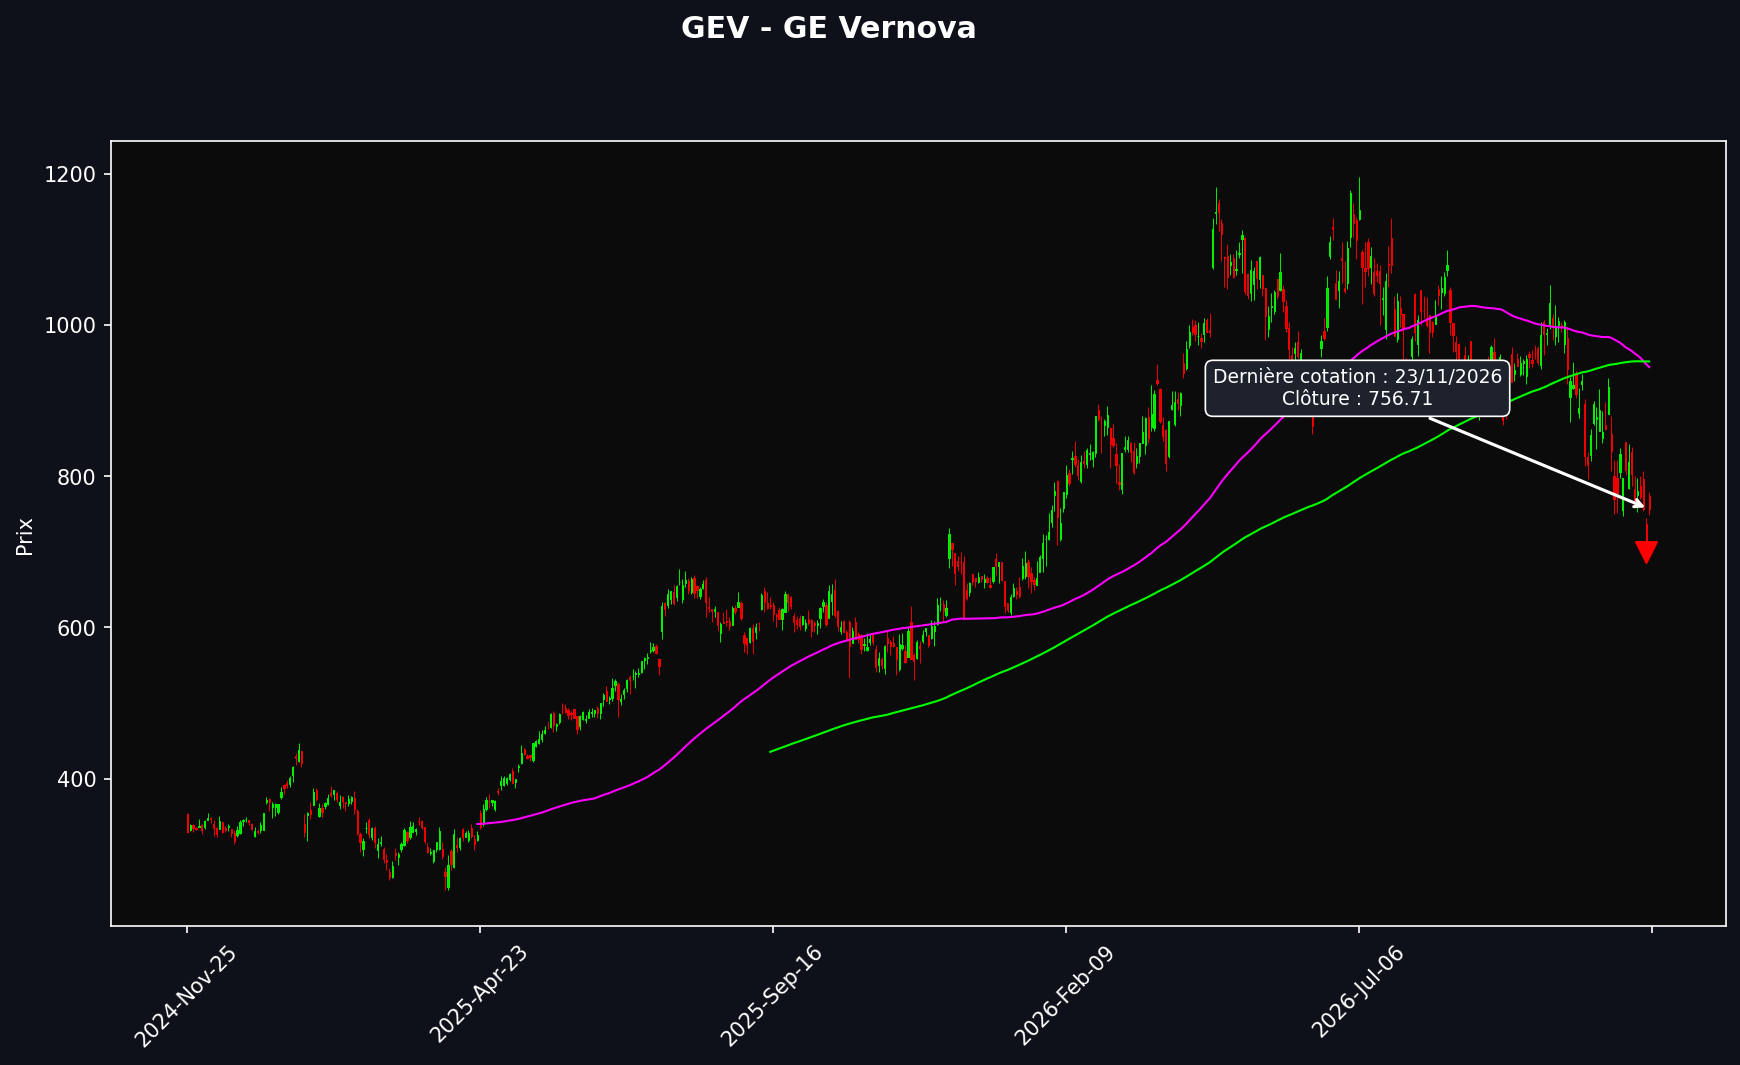 GEV - GE Vernova
1200
1000
800
600
400
Prix
Dernière cotation : 23/11/2026
Clôture : 756.71
2024-Nov-25
2025-Apr-23
2025-Sep-16
2026-Feb-09
2026-Jul-06